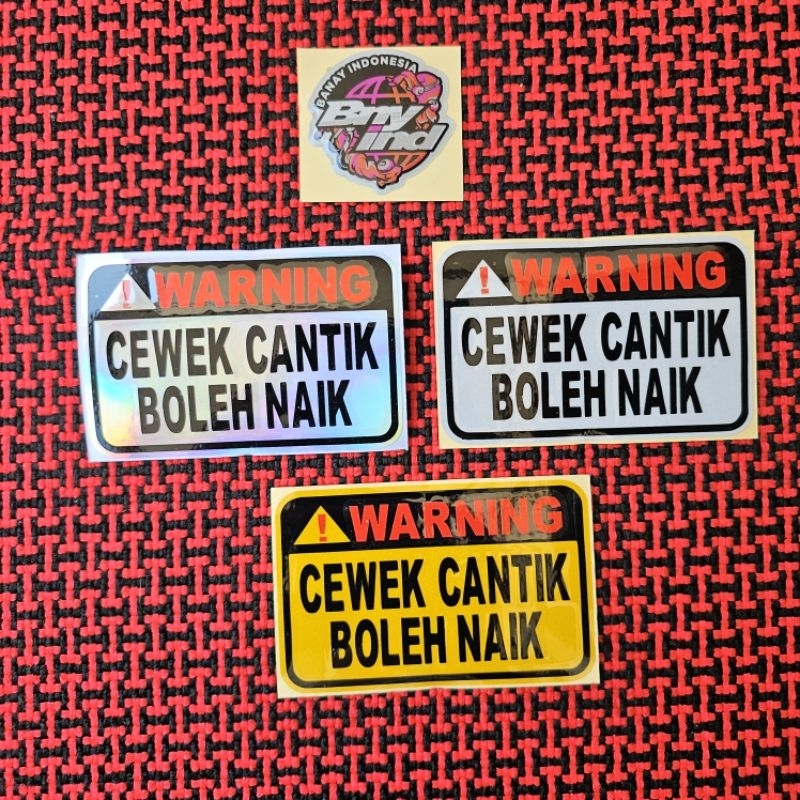 BANAY INDONESIA
Bny
Ind
! WARNING
CEWEK CANTIK
BOLEH NAIK
! WARNING
CEWEK CANTIK
BOLEH NAIK
! WARNING
CEWEK CANTIK
BOLEH NAIK